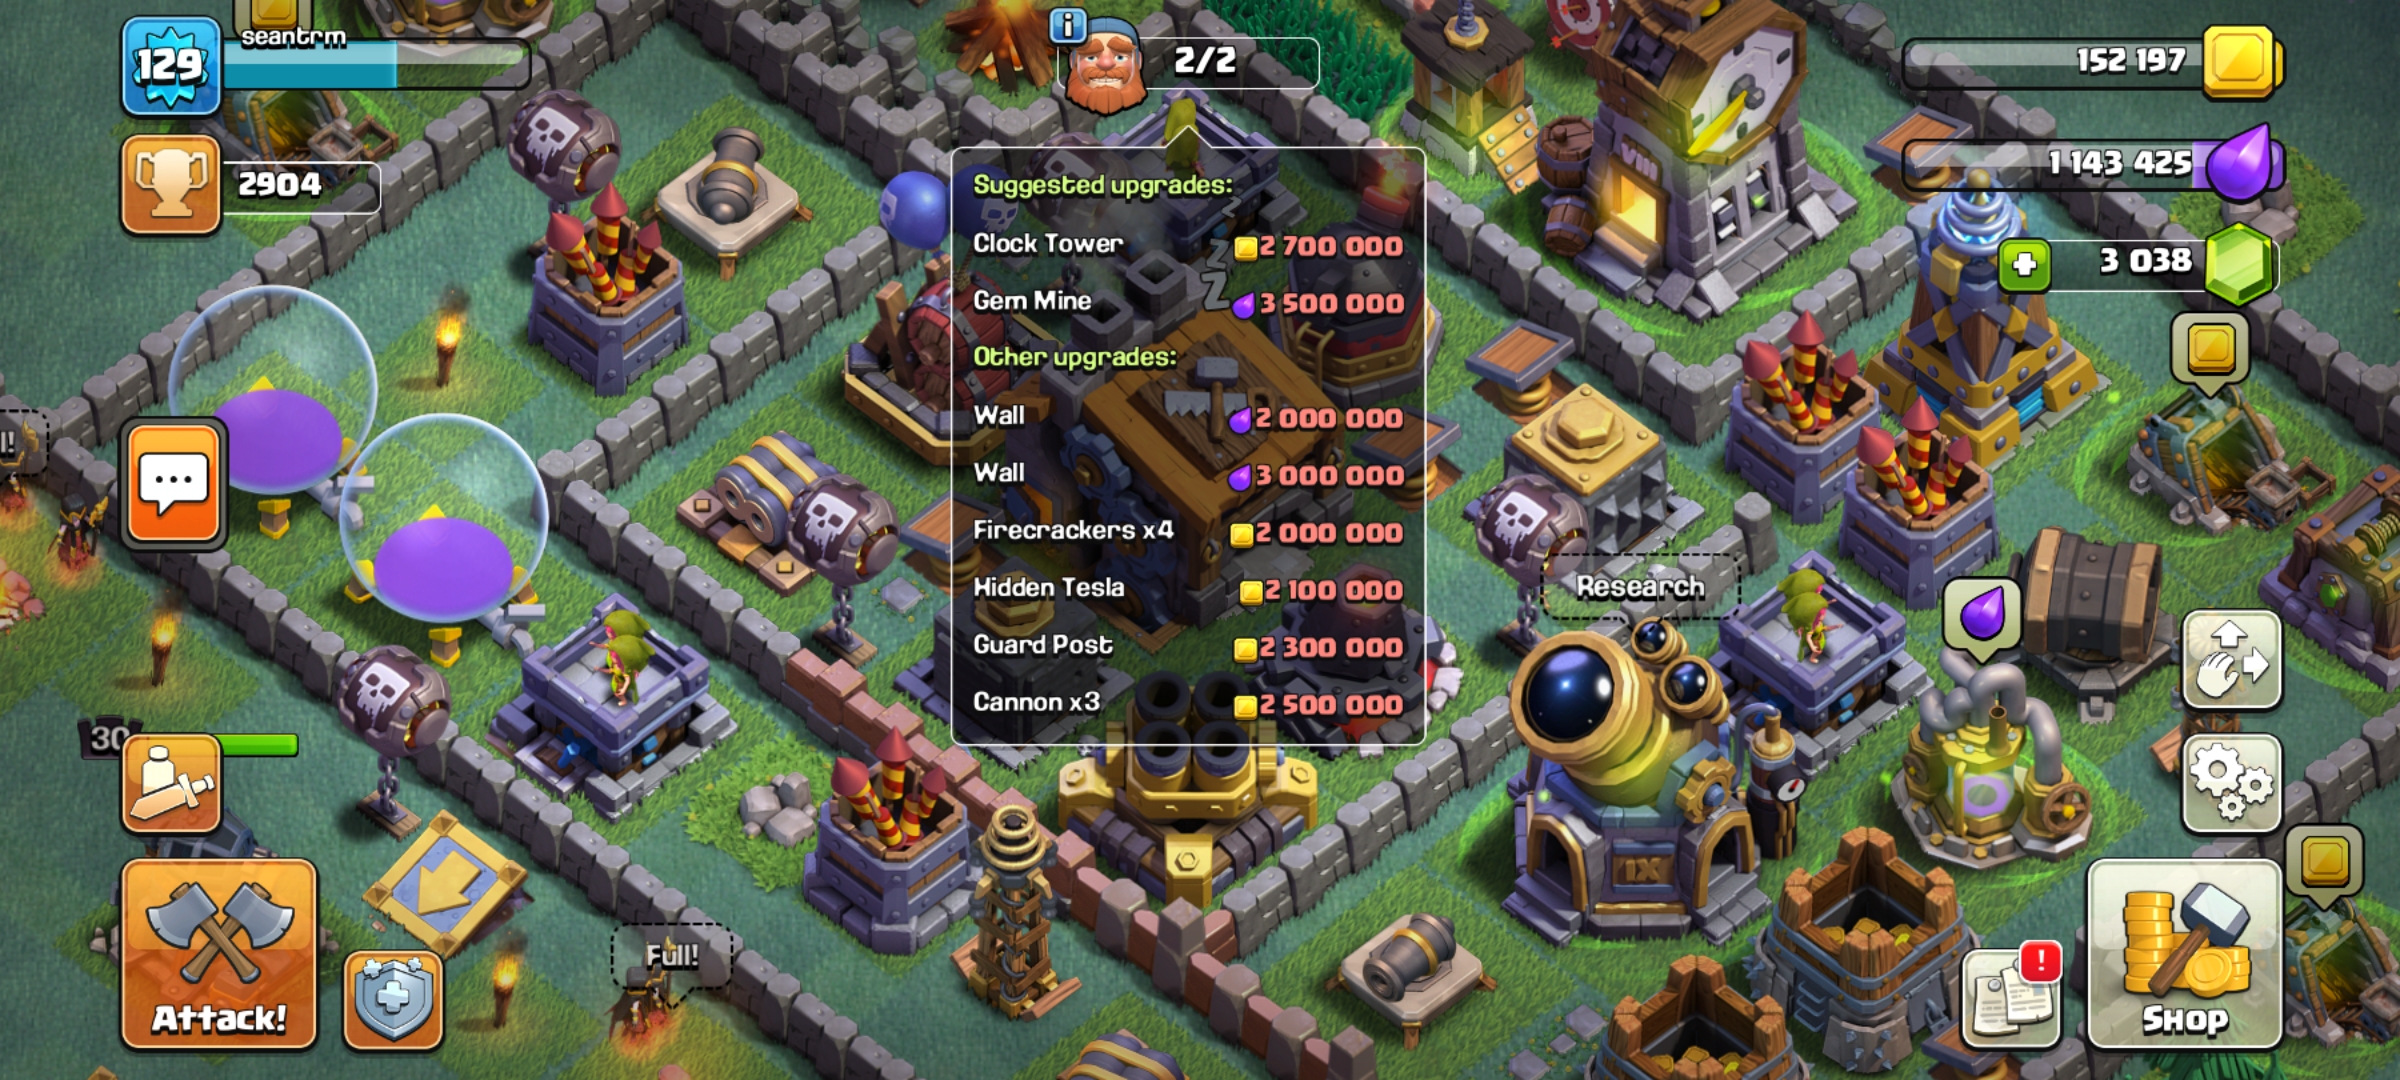 129
seantrm
2/2
152 197
2904
1 143 425
3 038
Suggested upgrades:
Clock Tower 2 700 000
Gem Mine 3 500 000
Other upgrades:
Wall 2 000 000
Wall 3 000 000
Firecrackers x4 2 000 000
Hidden Tesla 2 100 000
Guard Post 2 300 000
Cannon x3 2 500 000
z
Z
Z
VIII
Research
30
IX
Full!
!
Attack!
Shop